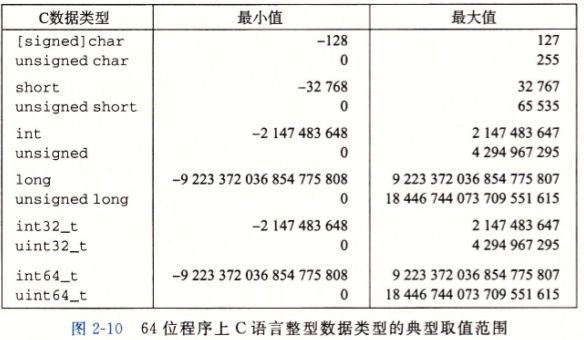 C数据类型 最小值 最大值
[signed]char −128 127
unsigned char 0 255
short −32 768 32 767
unsigned short 0 65 535
int −2 147 483 648 2 147 483 647
unsigned 0 4 294 967 295
long −9 223 372 036 854 775 808 9 223 372 036 854 775 807
unsigned long 0 18 446 744 073 709 551 615
int32_t −2 147 483 648 2 147 483 647
uint32_t 0 4 294 967 295
int64_t −9 223 372 036 854 775 808 9 223 372 036 854 775 807
uint64_t 0 18 446 744 073 709 551 615
图 2-10 64 位程序上 C 语言整型数据类型的典型取值范围